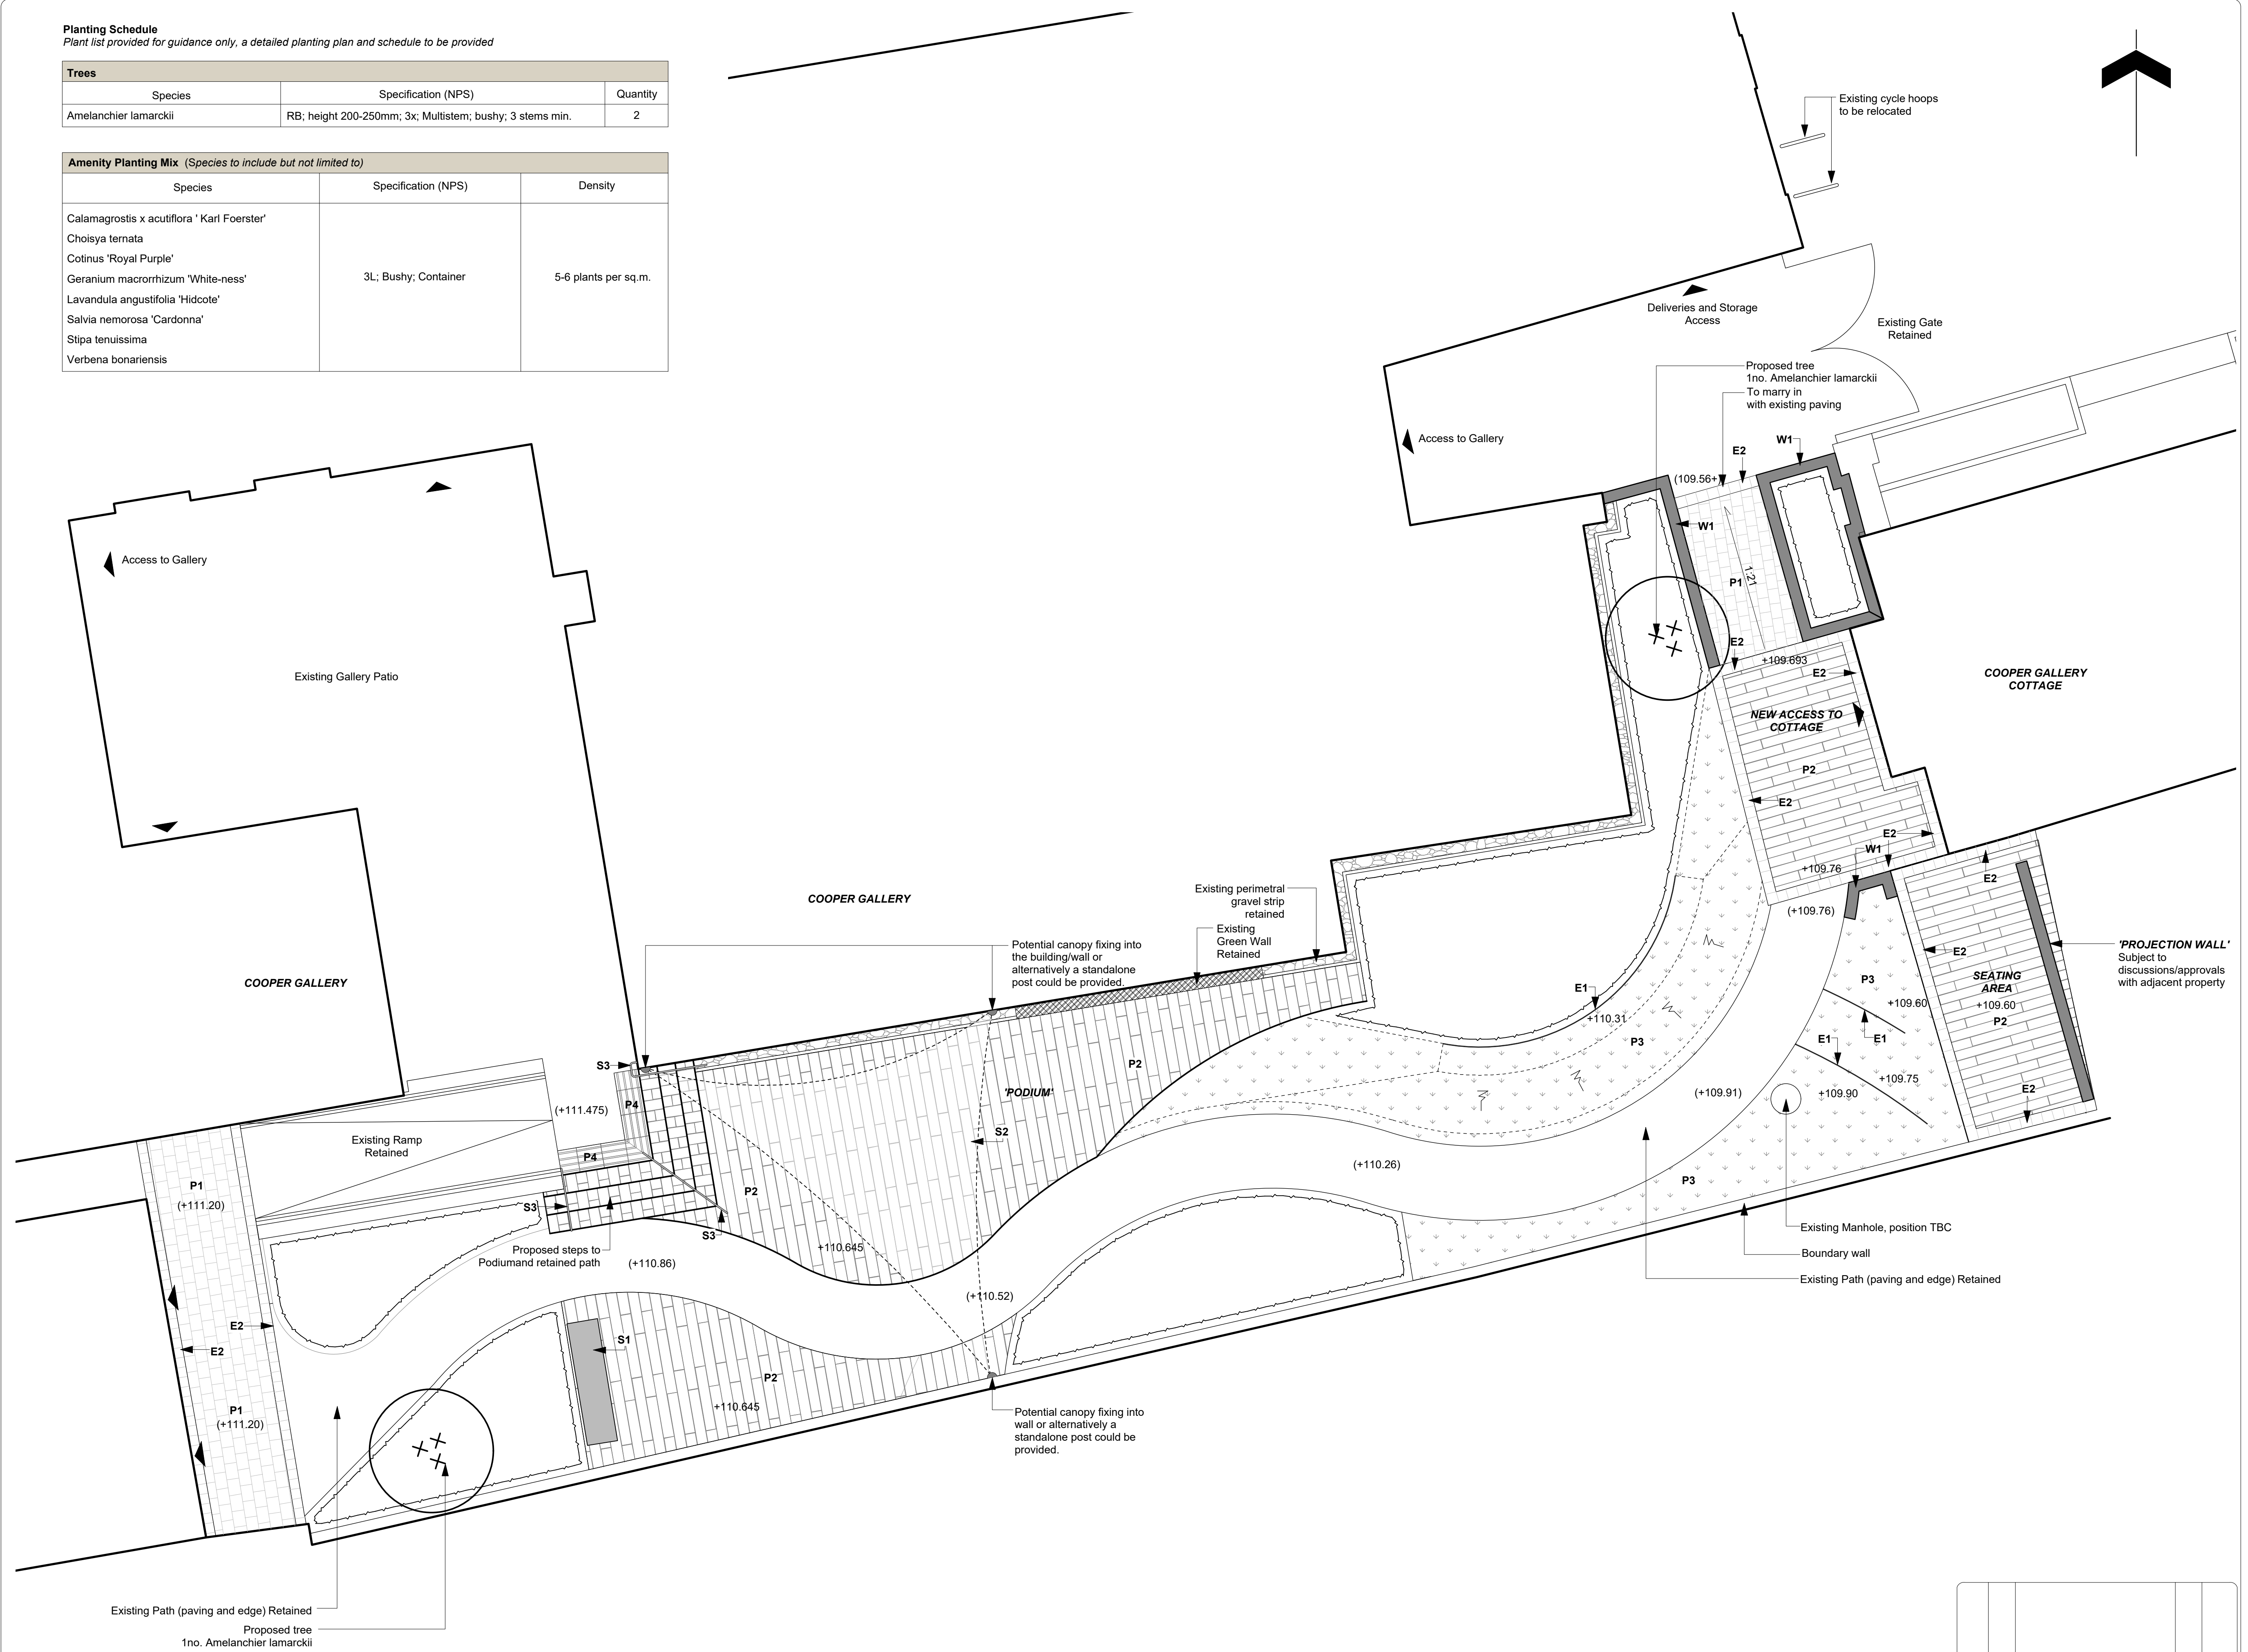 Planting Schedule
Plant list provided for guidance only, a detailed planting plan and schedule to be provided
Trees
Species
Specification (NPS)
Quantity
Amelanchier lamarckii
RB; height 200-250mm; 3x; Multistem; bushy; 3 stems min.
2
Amenity Planting Mix (Species to include but not limited to)
Species
Specification (NPS)
Density
Calamagrostis x acutiflora ' Karl Foerster'
Choisya ternata
Cotinus 'Royal Purple'
Geranium macrorrhizum 'White-ness'
Lavandula angustifolia 'Hidcote'
Salvia nemorosa 'Cardonna'
Stipa tenuissima
Verbena bonariensis
3L; Bushy; Container
5-6 plants per sq.m.
Existing cycle hoops
to be relocated
Deliveries and Storage
Access
Existing Gate
Retained
Proposed tree
1no. Amelanchier lamarckii
To marry in
with existing paving
Access to Gallery
W1
E2
(109.56+)
W1
P1
1:21
E2
+109.693
E2
COOPER GALLERY
COTTAGE
NEW ACCESS TO
COTTAGE
P2
E2
E2
W1
+109.76
(+109.76)
E2
E2
'PROJECTION WALL'
Subject to
discussions/approvals
with adjacent property
SEATING
AREA
+109.60
P2
P3
+109.60
E1
E1
+109.75
+109.90
E2
Access to Gallery
Existing Gallery Patio
COOPER GALLERY
COOPER GALLERY
Existing perimetral
gravel strip
retained
Existing
Green Wall
Retained
Potential canopy fixing into
the building/wall or
alternatively a standalone
post could be provided.
E1
+110.31
P3
(+109.91)
P3
S3
P4
(+111.475)
P4
Existing Ramp
Retained
'PODIUM'
P2
S2
P2
P1
(+111.20)
S3
S3
Proposed steps to
Podiumand retained path
(+110.86)
+110.645
(+110.26)
(+110.52)
Existing Manhole, position TBC
Boundary wall
Existing Path (paving and edge) Retained
E2
E2
S1
P2
+110.645
P1
(+111.20)
Potential canopy fixing into
wall or alternatively a
standalone post could be
provided.
Existing Path (paving and edge) Retained
Proposed tree
1no. Amelanchier lamarckii